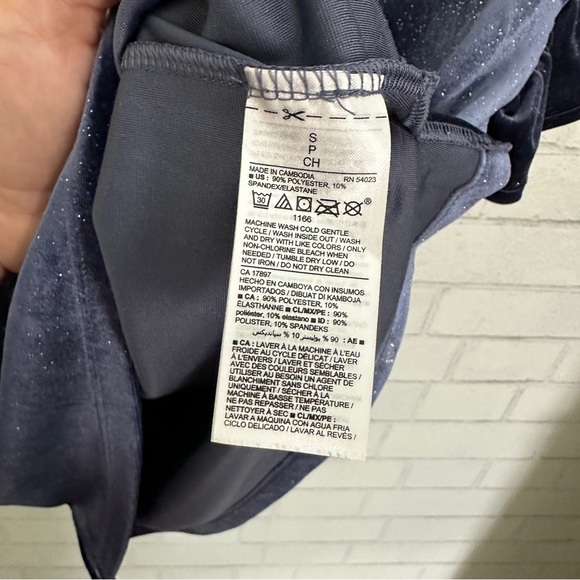 S
P
CH
MADE IN CAMBODIA RN 54023
■ US: 90% POLYESTER, 10%
SPANDEX/ELASTANE
30 ®
1166
MACHINE WASH COLD GENTLE
CYCLE / WASH INSIDE OUT / WASH
AND DRY WITH LIKE COLORS / ONLY
NON-CHLORINE BLEACH WHEN
NEEDED / TUMBLE DRY LOW / DO
NOT IRON / DO NOT DRY CLEAN
CA 17897
HECHO EN CAMBOYA CON INSUMOS
IMPORTADOS / DIBUAT DI KAMBOJA
■ CA: 90% POLYESTER, 10%
ÉLASTHANNE ■ CL/MX/PE: 90%
poliéster, 10% elastano ■ ID: 90%
POLISTER, 10% SPANDEKS
■ AE: 90 % بوليستر 10 % سباندكس
■ CA: LAVER À LA MACHINE À L'EAU
FROIDE AU CYCLE DÉLICAT / LAVER
À L'ENVERS / LAVER ET SÉCHER
AVEC DES COULEURS SEMBLABLES /
UTILISER AU BESOIN UN AGENT DE
BLANCHIMENT SANS CHLORE
UNIQUEMENT / SÉCHER À LA
MACHINE À BASSE TEMPÉRATURE /
NE PAS REPASSER / NE PAS
NETTOYER À SEC ■ CL/MX/PE:
LAVAR A MAQUINA CON AGUA FRIA
CICLO DELICADO / LAVAR AL REVÉS /